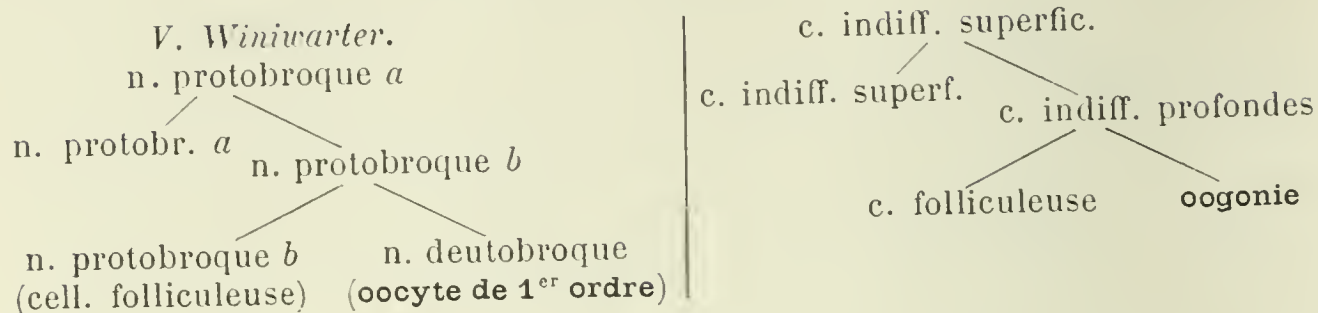 V. Winiwarter.
n. protobroque a
n. protobr. a
n. protobroque b
n. protobroque b
n. deutobroque
(cell. folliculeuse)
(oocyte de 1er ordre)
c. indiff. superfic.
c. indiff. superf.
c. indiff. profondes
c. folliculeuse
oogonie